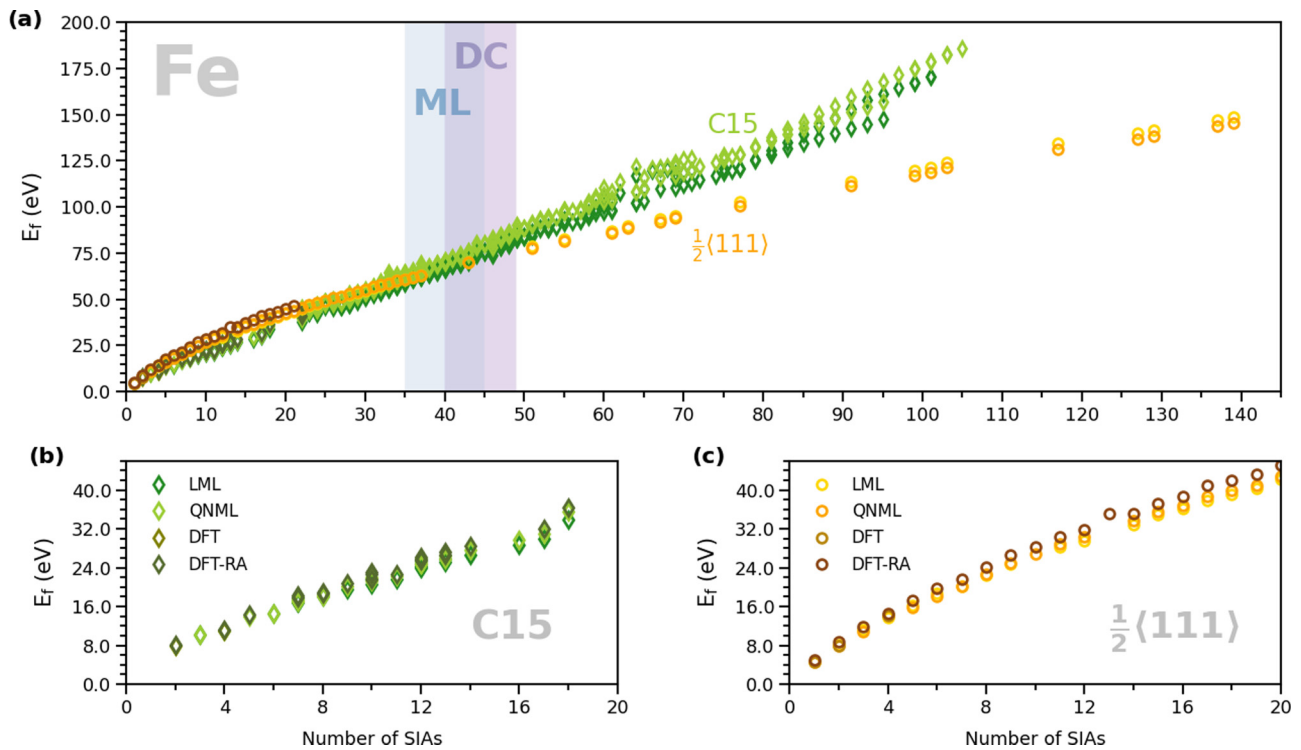 (a)
200.0
175.0
150.0
125.0
100.0
75.0
50.0
25.0
0.0
E_f (eV)
Fe
DC
ML
C15
½⟨111⟩
0 10 20 30 40 50 60 70 80 90 100 110 120 130 140
(b)
40.0
32.0
24.0
16.0
8.0
0.0
E_f (eV)
LML
QNML
DFT
DFT-RA
C15
0 4 8 12 16 20
Number of SIAs
(c)
40.0
32.0
24.0
16.0
8.0
0.0
E_f (eV)
LML
QNML
DFT
DFT-RA
½⟨111⟩
0 4 8 12 16 20
Number of SIAs